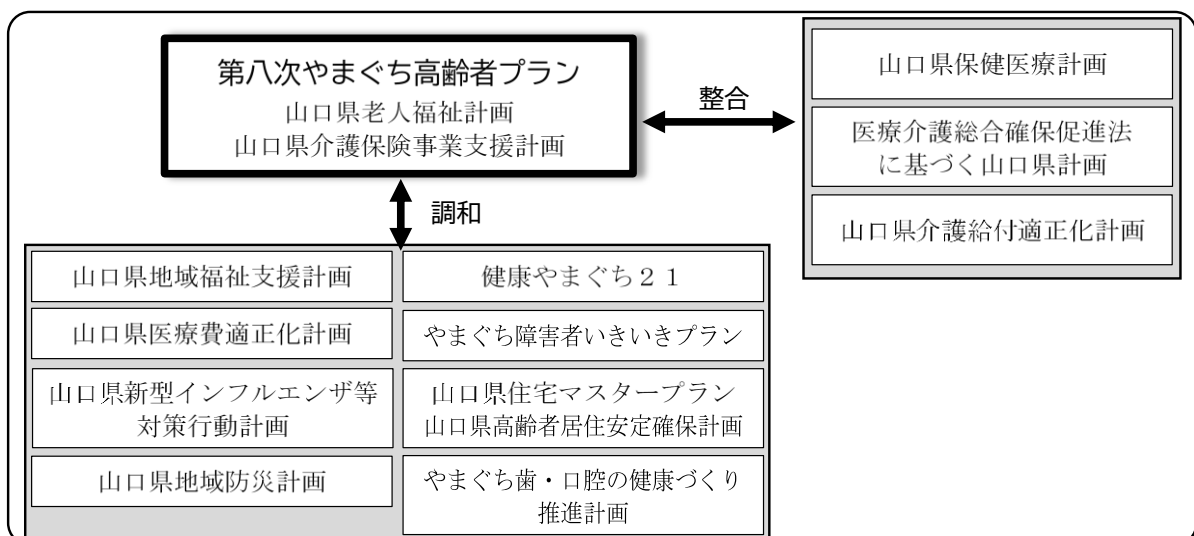 第八次やまぐち高齢者プラン
山口県老人福祉計画
山口県介護保険事業支援計画
整合
山口県保健医療計画
医療介護総合確保促進法
に基づく山口県計画
山口県介護給付適正化計画
調和
山口県地域福祉支援計画
健康やまぐち２１
山口県医療費適正化計画
やまぐち障害者いきいきプラン
山口県新型インフルエンザ等
対策行動計画
山口県住宅マスタープラン
山口県高齢者居住安定確保計画
山口県地域防災計画
やまぐち歯・口腔の健康づくり
推進計画